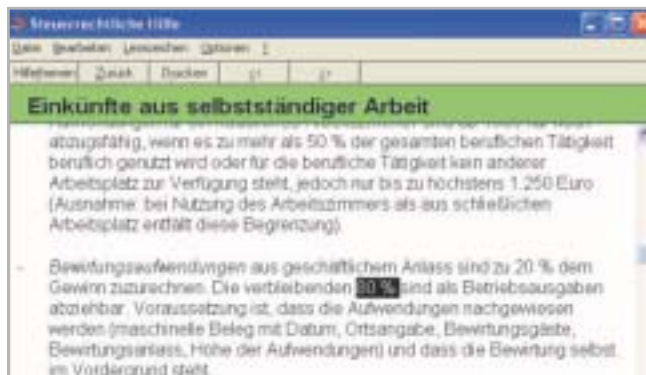 Steuerrechtliche Hilfe
Datei Bearbeiten Lesezeichen Optionen ?
Hilfethemen Zurück Drucken
Einkünfte aus selbstständiger Arbeit
abzugsfähig, wenn es zu mehr als 50 % der gesamten beruflichen Tätigkeit
beruflich genutzt wird oder für die berufliche Tätigkeit kein anderer
Arbeitsplatz zur Verfügung steht, jedoch nur bis zu höchstens 1.250 Euro
(Ausnahme: bei Nutzung des Arbeitszimmers als aus schließlichen
Arbeitsplatz entfällt diese Begrenzung).
- Bewirtungsaufwendungen aus geschäftlichem Anlass sind zu 20 % dem
Gewinn zuzurechnen. Die verbleibenden 80 % sind als Betriebsausgaben
abziehbar. Voraussetzung ist, dass die Aufwendungen nachgewiesen
werden (maschinelle Beleg mit Datum, Ortsangabe, Bewirtungsgäste,
Bewirtungsanlass, Höhe der Aufwendungen) und dass die Bewirtung selbst
im Vordergrund steht.